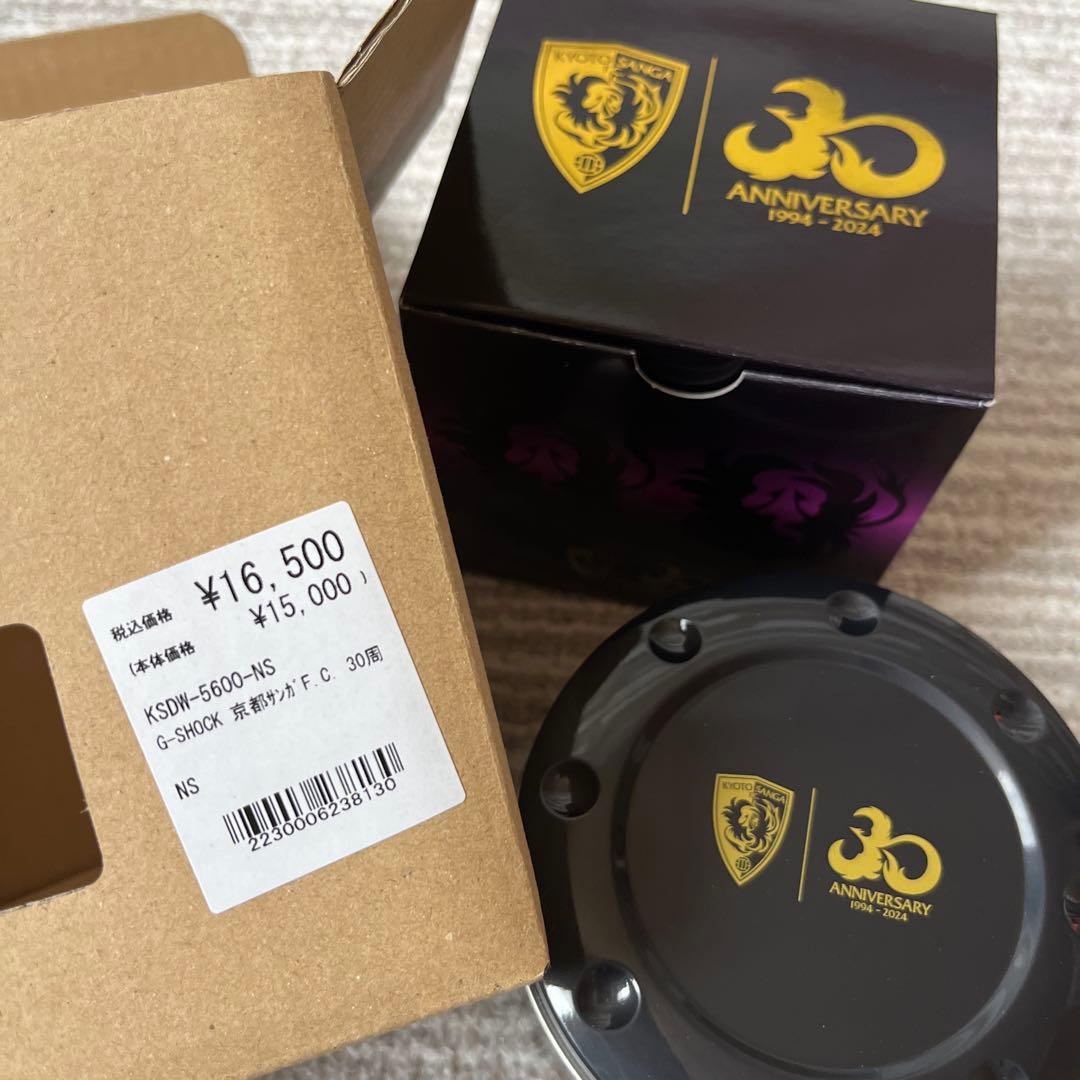 KYOTO SANGA
30
ANNIVERSARY
1994 - 2024
税込価格 ¥16,500
(本体価格 ¥15,000 )
KSDW-5600-NS
G-SHOCK 京都ｻﾝｶﾞF.C. 30周
NS
2230006238130
KYOTO SANGA
30
ANNIVERSARY
1994 - 2024